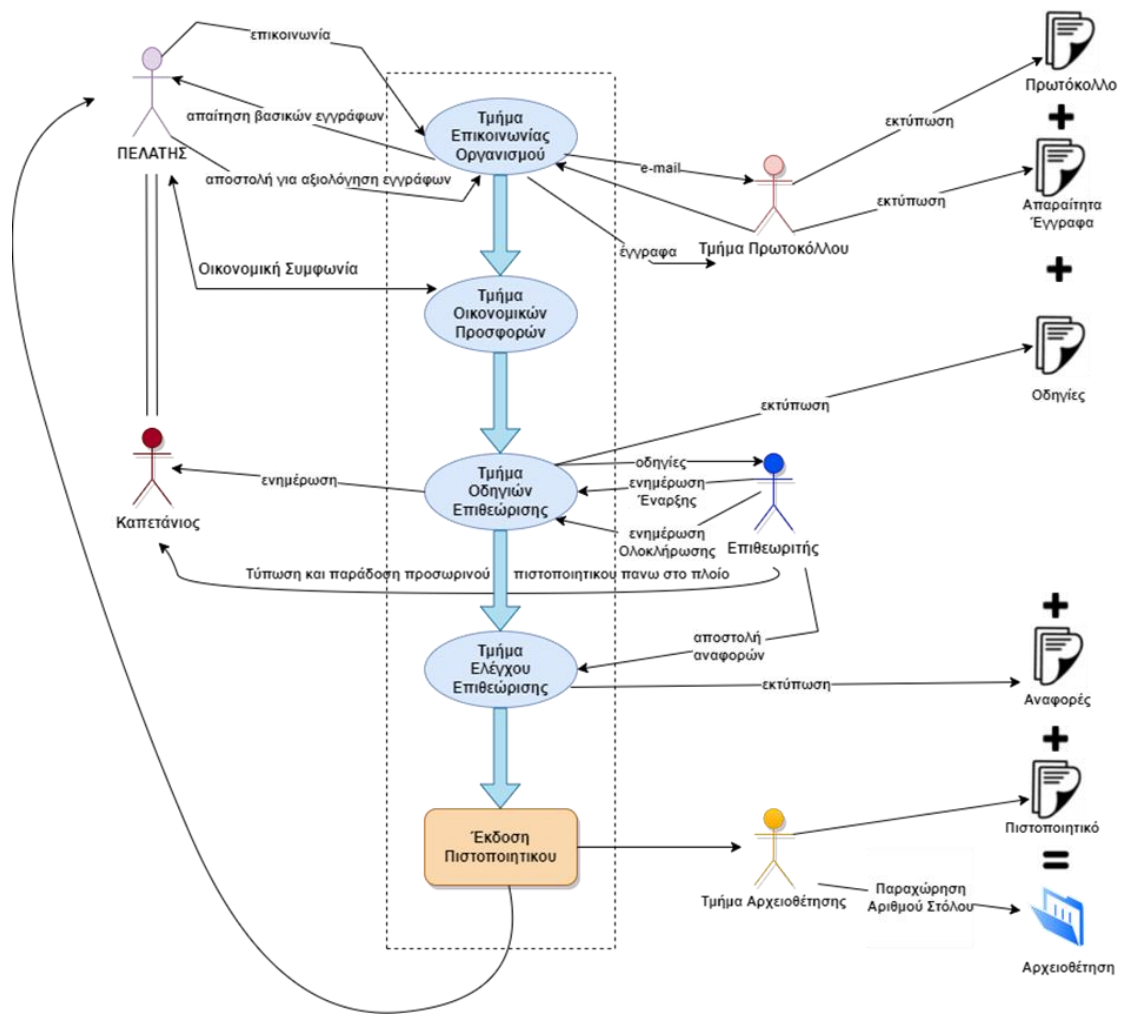 επικοινωνία
Πρωτόκολλο
απαίτηση βασικών εγγράφων
Τμήμα
Επικοινωνίας
Οργανισμού
εκτύπωση
ΠΕΛΑΤΗΣ
e-mail
αποστολή για αξιολόγηση εγγράφων
εκτύπωση
Απαραίτητα
Έγγραφα
έγγραφα
Τμήμα Πρωτοκόλλου
Οικονομική Συμφωνία
Τμήμα
Οικονομικών
Προσφορών
Οδηγίες
εκτύπωση
Τμήμα
Οδηγιών
Επιθεώρισης
οδηγίες
ενημέρωση
ενημέρωση
Έναρξης
Καπετάνιος
ενημέρωση
Ολοκλήρωσης
Επιθεωριτής
Τύπωση και παράδοση προσωρινού πιστοποιητικου πανω στο πλοίο
Τμήμα
Ελέγχου
Επιθεώρισης
αποστολή
αναφορών
εκτύπωση
Αναφορές
Έκδοση
Πιστοποιητικου
Πιστοποιητικό
Τμήμα Αρχειοθέτησης
Παραχώρηση
Αριθμού Στόλου
Αρχειοθέτηση